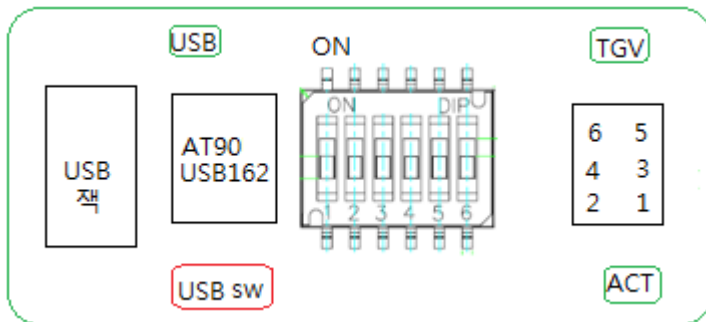 USB
ON
TGV
ON DIP
USB
잭
AT90
USB162
6 5
4 3
2 1
1 2 3 4 5 6
USB sw
ACT